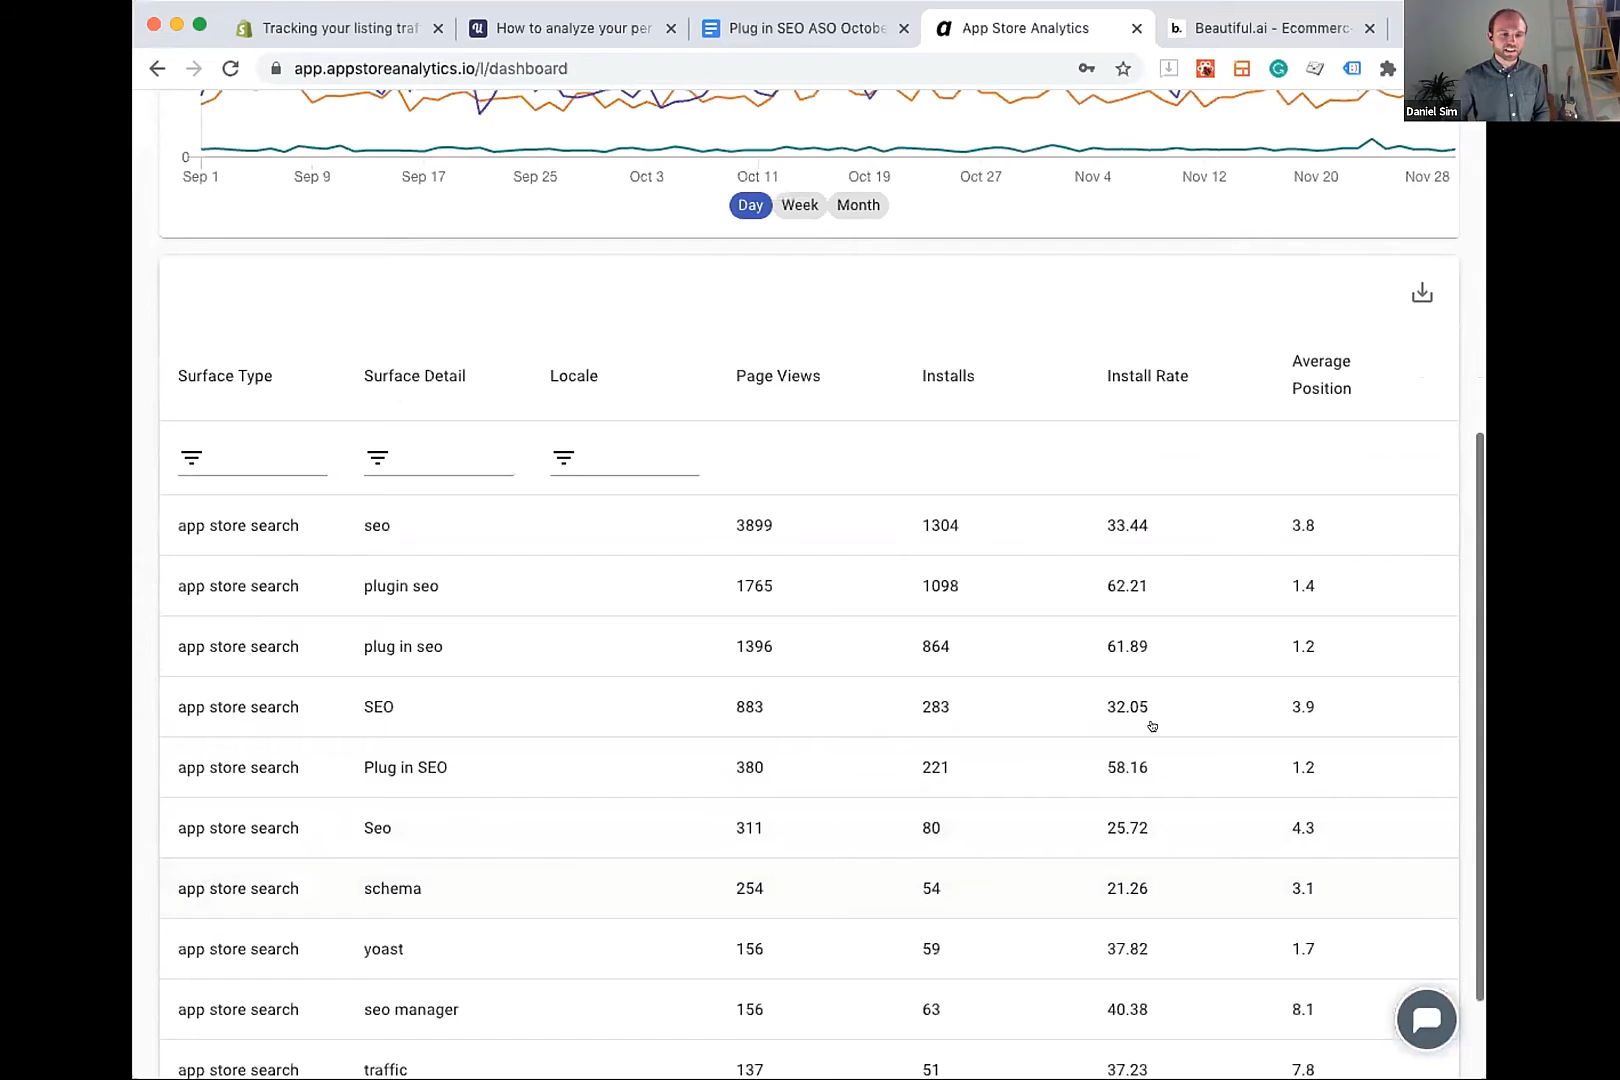 Tracking your listing traf
How to analyze your per
Plug in SEO ASO Octobe
App Store Analytics
b. Beautiful.ai - Ecommerc
app.appstoreanalytics.io/l/dashboard
Daniel Sim
0
Sep 1 Sep 9 Sep 17 Sep 25 Oct 3 Oct 11 Oct 19 Oct 27 Nov 4 Nov 12 Nov 20 Nov 28
Day Week Month
Surface Type Surface Detail Locale Page Views Installs Install Rate Average Position
app store search seo 3899 1304 33.44 3.8
app store search plugin seo 1765 1098 62.21 1.4
app store search plug in seo 1396 864 61.89 1.2
app store search SEO 883 283 32.05 3.9
app store search Plug in SEO 380 221 58.16 1.2
app store search Seo 311 80 25.72 4.3
app store search schema 254 54 21.26 3.1
app store search yoast 156 59 37.82 1.7
app store search seo manager 156 63 40.38 8.1
app store search traffic 137 51 37.23 7.8